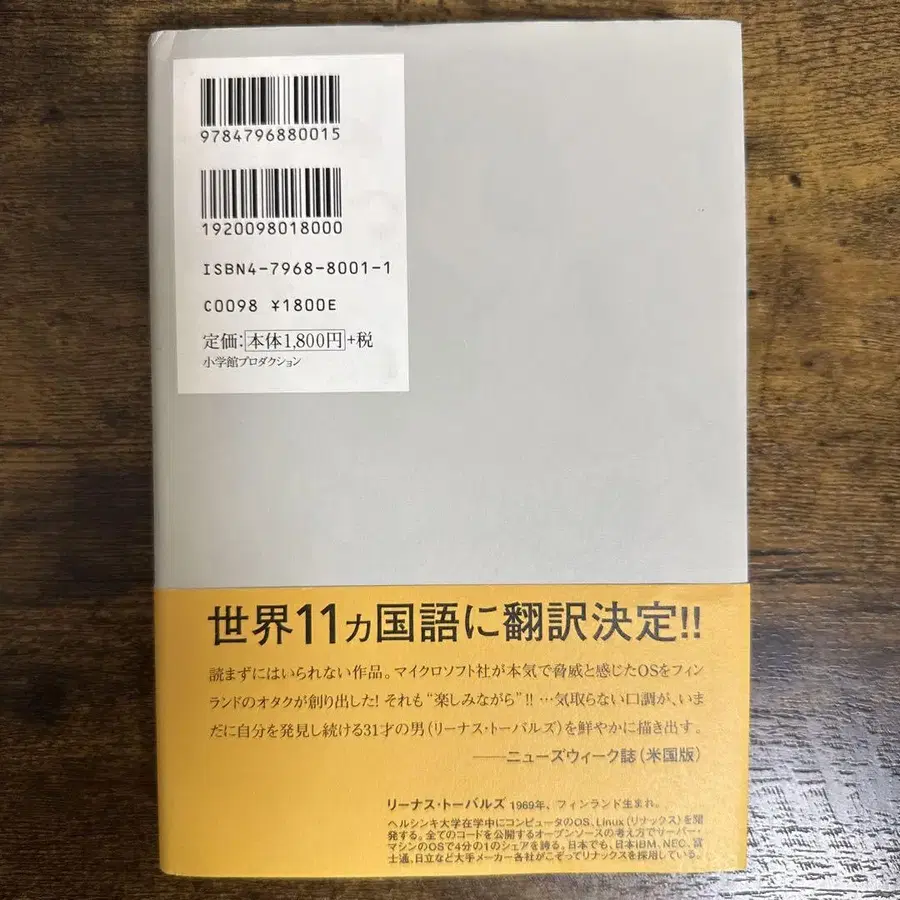 9784796880015
1920098018000
ISBN4-7968-8001-1
C0098 ¥1800E
定価:本体1,800円+税
小学館プロダクション
世界11カ国語に翻訳決定!!
読まずにはいられない作品。マイクロソフト社が本気で脅威と感じたOSをフィン
ランドのオタクが創り出した! それも“楽しみながら”!! …気取らない口調が、いま
だに自分を発見し続ける31才の男(リーナス・トーバルズ)を鮮やかに描き出す。
——ニューズウィーク誌(米国版)
リーナス・トーバルズ 1969年、フィンランド生まれ。
ヘルシンキ大学在学中にコンピュータのOS、Linux(リナックス)を開
発する。全てのコードを公開するオープンソースの考え方でサーバー・
マシンのOSで4分の1のシェアを誇る。日本でも、日本IBM、NEC、富
士通、日立など大手メーカー各社がこぞってリナックスを採用している。